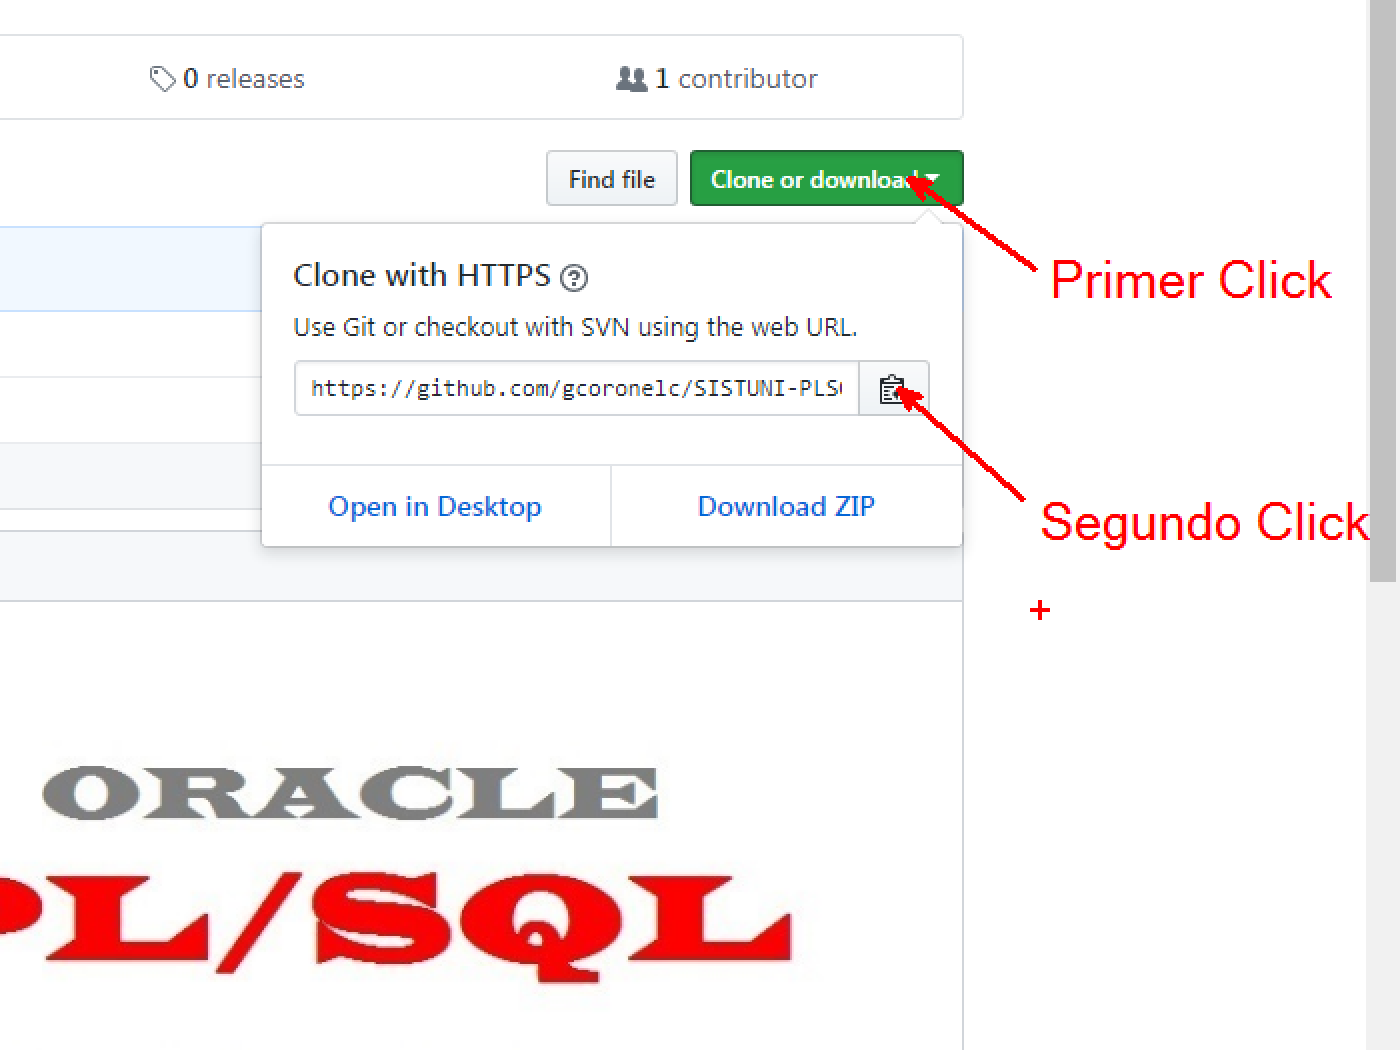 0 releases
1 contributor
Find file
Clone or download
Primer Click
Clone with HTTPS
Use Git or checkout with SVN using the web URL.
https://github.com/gcoronelc/SISTUNI-PLS
Segundo Click
Open in Desktop
Download ZIP
ORACLE
PL/SQL